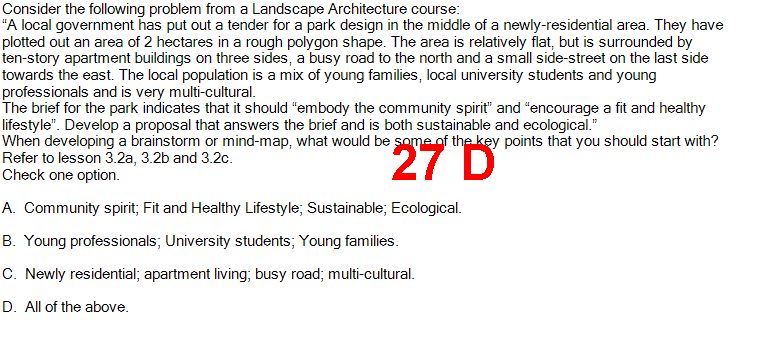 Consider the following problem from a Landscape Architecture course:
“A local government has put out a tender for a park design in the middle of a newly-residential area. They have
plotted out an area of 2 hectares in a rough polygon shape. The area is relatively flat, but is surrounded by
ten-story apartment buildings on three sides, a busy road to the north and a small side-street on the last side
towards the east. The local population is a mix of young families, local university students and young
professionals and is very multi-cultural.
The brief for the park indicates that it should “embody the community spirit” and “encourage a fit and healthy
lifestyle”. Develop a proposal that answers the brief and is both sustainable and ecological.”
When developing a brainstorm or mind-map, what would be some of the key points that you should start with?
Refer to lesson 3.2a, 3.2b and 3.2c.
27 D
Check one option.
A. Community spirit; Fit and Healthy Lifestyle; Sustainable; Ecological.
B. Young professionals; University students; Young families.
C. Newly residential; apartment living; busy road; multi-cultural.
D. All of the above.